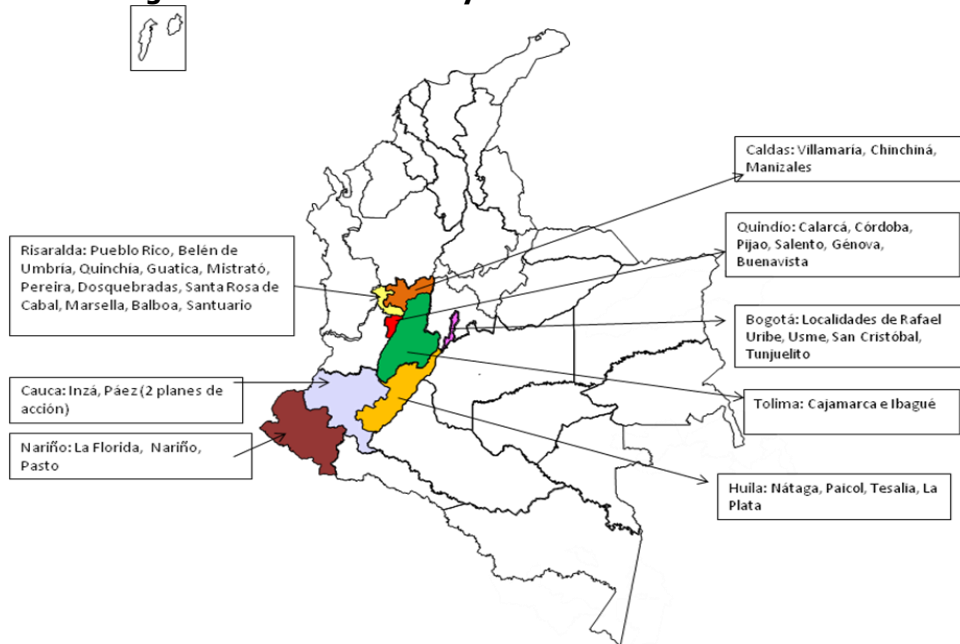 Caldas: Villamaría, Chinchiná,
Manizales
Quindío: Calarcá, Córdoba,
Pijao, Salento, Génova,
Buenavista
Risaralda: Pueblo Rico, Belén de
Umbría, Quinchía, Guatica, Mistrató,
Pereira, Dosquebradas, Santa Rosa de
Cabal, Marsella, Balboa, Santuario
Bogotá: Localidades de Rafael
Uribe, Usme, San Cristóbal,
Tunjuelito
Cauca: Inzá, Páez(2 planes de
acción)
Tolima: Cajamarca e Ibagué
Nariño: La Florida, Nariño,
Pasto
Huila: Nátaga, Paicol, Tesalia, La
Plata